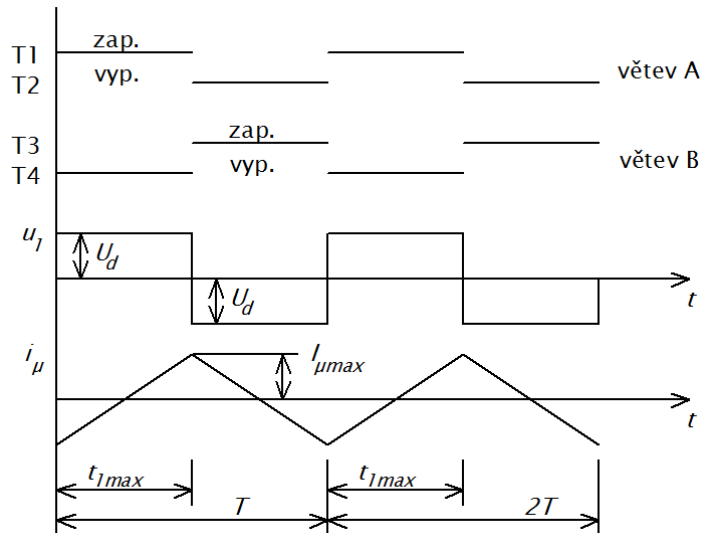 T1 zap.
T2 vyp. větev A
T3 zap.
T4 vyp. větev B
u1
Ud
Ud
t
iμ
Iμmax
t
t1max t1max
T 2T